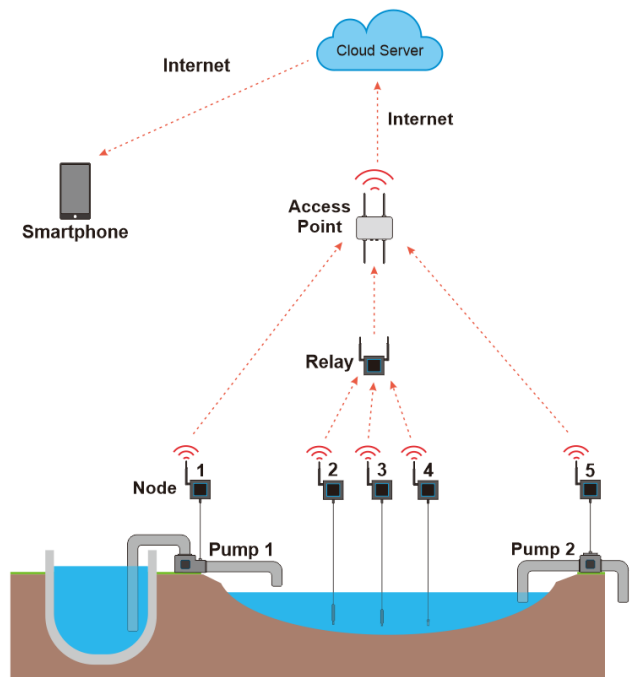 Cloud Server
Internet
Internet
Smartphone
Access
Point
Relay
Node
1
2
3
4
5
Pump 1
Pump 2